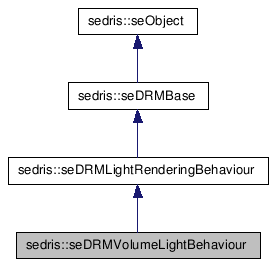 sedris::seObject
sedris::seDRMBase
sedris::seDRMLightRenderingBehaviour
sedris::seDRMVolumeLightBehaviour